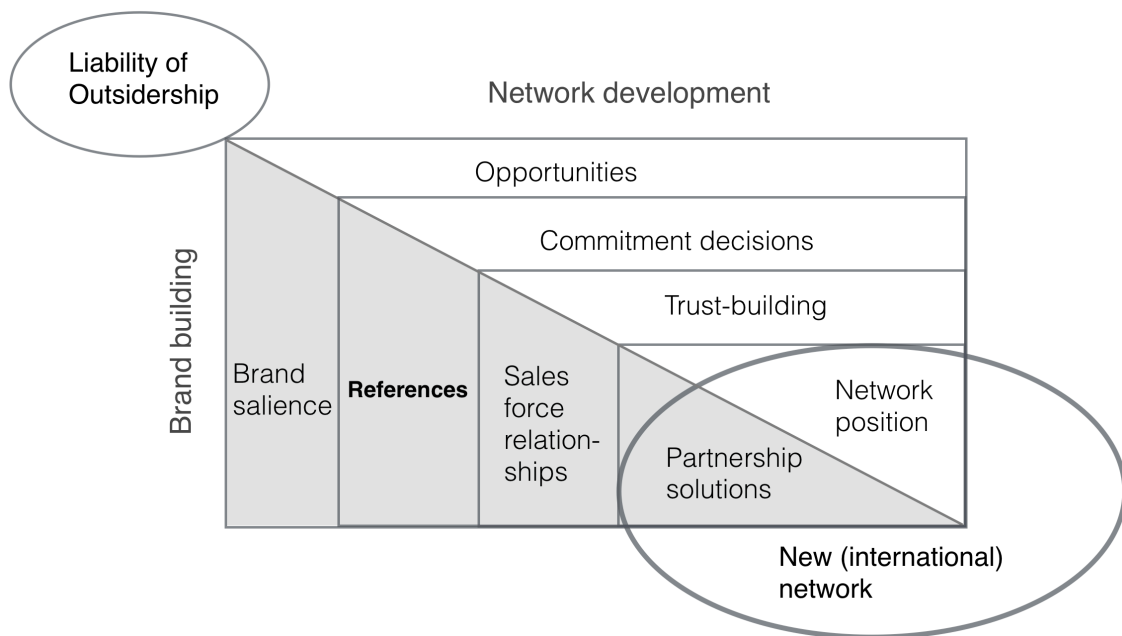 Liability of
Outsidership
Network development
Opportunities
Commitment decisions
Trust-building
Network
position
Brand building
Brand
salience
References
Sales
force
relation-
ships
Partnership
solutions
New (international)
network